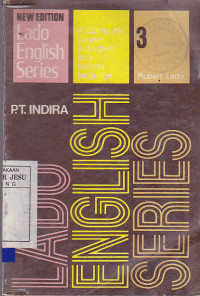 NEW EDITION
Lado
English
Series
A Complete
Course
in English
as a
Second
Language
3
Robert Lado
P.T. INDIRA
JESU
LADO
ENGLISH
SERIES